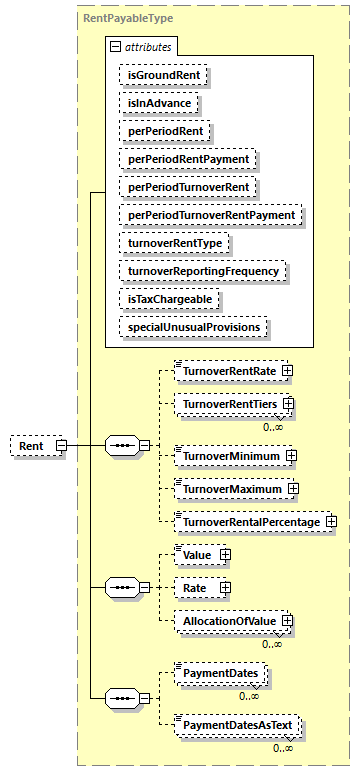 RentPayableType
attributes
isGroundRent
isInAdvance
perPeriodRent
perPeriodRentPayment
perPeriodTurnoverRent
perPeriodTurnoverRentPayment
turnoverRentType
turnoverReportingFrequency
isTaxChargeable
specialUnusualProvisions
TurnoverRentRate
TurnoverRentTiers
0..∞
Rent
TurnoverMinimum
TurnoverMaximum
TurnoverRentalPercentage
Value
Rate
AllocationOfValue
0..∞
PaymentDates
0..∞
PaymentDatesAsText
0..∞